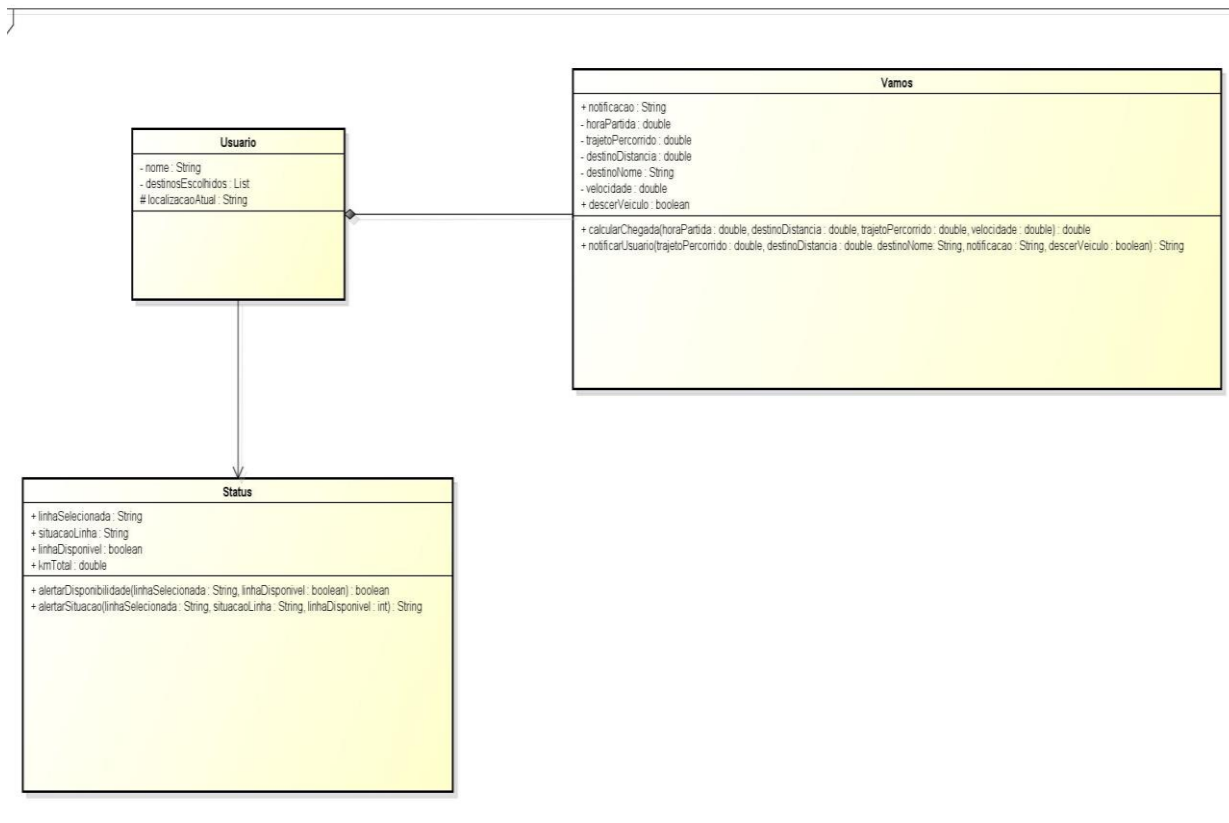 Vamos
+ notificacao : String
- horaPartida : double
- trajetoPercorrido : double
- destinoDistancia : double
- destinoNome : String
- velocidade : double
+ descerVeiculo : boolean
+ calcularChegada(horaPartida : double, destinoDistancia : double, trajetoPercorrido : double, velocidade : double) : double
+ notificarUsuario(trajetoPercorrido : double, destinoDistancia : double. destinoNome: String, notificacao : String, descerVeiculo : boolean) : String
Usuario
- nome : String
- destinosEscolhidos : List
# localizacaoAtual : String
Status
+ linhaSelecionada : String
+ situacaoLinha : String
+ linhaDisponivel : boolean
+ kmTotal : double
+ alertarDisponibilidade(linhaSelecionada : String, linhaDisponivel : boolean) : boolean
+ alertarSituacao(linhaSelecionada : String, situacaoLinha : String, linhaDisponivel : int) : String